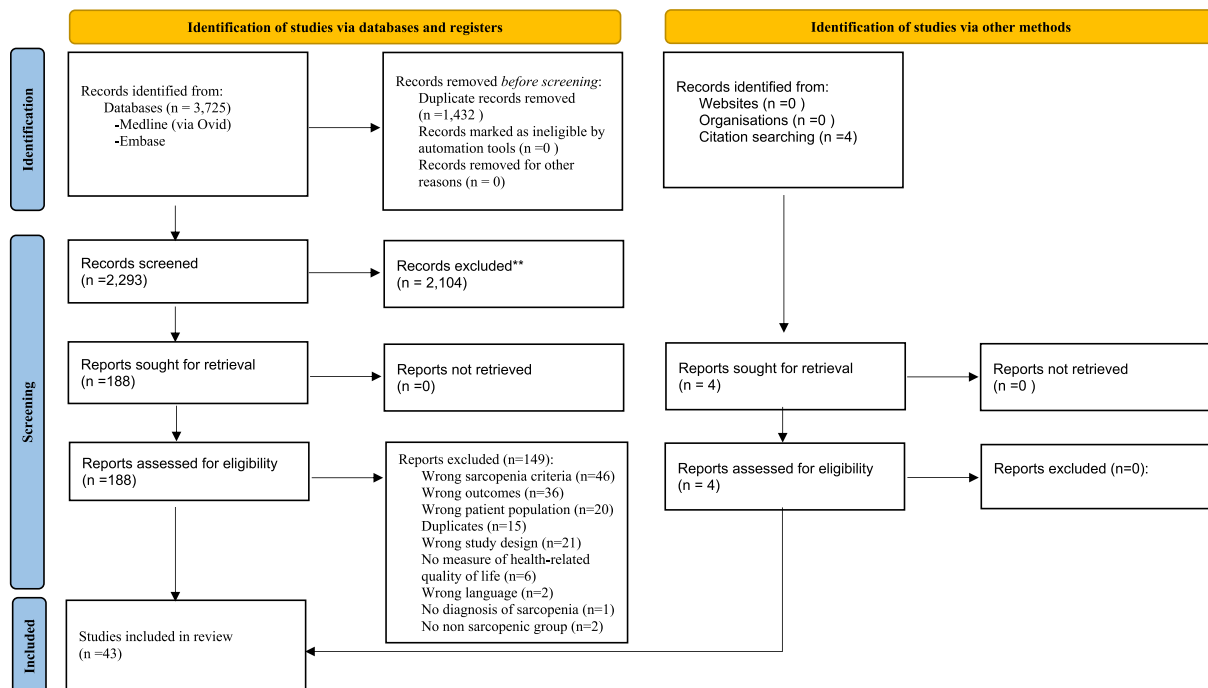 Identification of studies via databases and registers
Identification of studies via other methods
Identification
Records identified from:
Databases (n = 3,725)
-Medline (via Ovid)
-Embase
Records removed before screening:
Duplicate records removed
(n =1,432 )
Records marked as ineligible by
automation tools (n =0 )
Records removed for other
reasons (n = 0)
Records identified from:
Websites (n =0 )
Organisations (n =0 )
Citation searching (n =4)
Screening
Records screened
(n =2,293)
Records excluded**
(n = 2,104)
Reports sought for retrieval
(n =188)
Reports not retrieved
(n =0)
Reports sought for retrieval
(n = 4)
Reports not retrieved
(n =0 )
Reports assessed for eligibility
(n =188)
Reports excluded (n=149):
Wrong sarcopenia criteria (n=46)
Wrong outcomes (n=36)
Wrong patient population (n=20)
Duplicates (n=15)
Wrong study design (n=21)
No measure of health-related
quality of life (n=6)
Wrong language (n=2)
No diagnosis of sarcopenia (n=1)
No non sarcopenic group (n=2)
Reports assessed for eligibility
(n = 4)
Reports excluded (n=0):
Included
Studies included in review
(n =43)